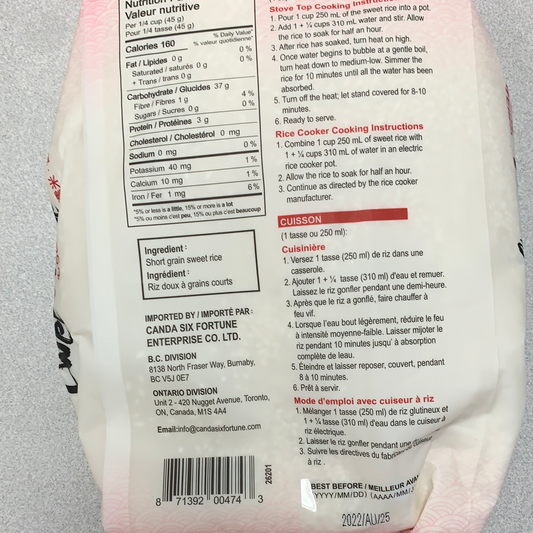 Nutrition
Valeur nutritive
Per 1/4 cup (45 g)
Pour 1/4 tasse (45 g)
% Daily Value*
% valeur quotidienne*
Calories 160
Fat / Lipides 0 g 0 %
Saturated / saturés 0 g 0 %
+ Trans / trans 0 g
Carbohydrate / Glucides 37 g
Fibre / Fibres 1 g 4 %
Sugars / Sucres 0 g 0 %
Protein / Protéines 3 g
Cholesterol / Cholestérol 0 mg
Sodium 0 mg 0 %
Potassium 40 mg 1 %
Calcium 10 mg 1 %
Iron / Fer 1 mg 6 %
*5% or less is a little, 15% or more is a lot
*5% ou moins c'est peu, 15% ou plus c'est beaucoup
Ingredient :
Short grain sweet rice
Ingrédient :
Riz doux à grains courts
IMPORTED BY / IMPORTÉ PAR :
CANDA SIX FORTUNE
ENTERPRISE CO. LTD.
B.C. DIVISION
8138 North Fraser Way, Burnaby,
BC V5J 0E7
ONTARIO DIVISION
Unit 2 - 420 Nugget Avenue, Toronto,
ON, Canada, M1S 4A4
Email:info@candasixfortune.com
8 71392 00474 3
26201
Stove Top Cooking
1. Pour 1 cup 250 mL of the sweet rice into a pot.
2. Add 1 + ¼ cups 310 mL water and stir. Allow
the rice to soak for half an hour.
3. After rice has soaked, turn heat on high.
4. Once water begins to bubble at a gentle boil,
turn heat down to medium-low. Simmer the
rice for 10 minutes until all the water has been
absorbed.
5. Turn off the heat; let stand covered for 8-10
minutes.
6. Ready to serve.
Rice Cooker Cooking Instructions
1. Combine 1 cup 250 mL of sweet rice with
1 + ¼ cups 310 mL of water in an electric
rice cooker pot.
2. Allow the rice to soak for half an hour.
3. Continue as directed by the rice cooker
manufacturer.
CUISSON
(1 tasse ou 250 ml):
Cuisinière
1. Versez 1 tasse (250 ml) de riz dans une
casserole.
2. Ajouter 1 + ¼ tasse (310 ml) d'eau et remuer.
Laissez le riz gonfler pendant une demi-heure.
3. Après que le riz a gonflé, faire chauffer à
feu vif.
4. Lorsque l'eau bout légèrement, réduire le feu
à intensité moyenne-faible. Laisser mijoter le
riz pendant 10 minutes jusqu' à absorption
complète de leau.
5. Éteindre et laisser reposer, couvert, pendant
8 à 10 minutes.
6. Prêt à servir.
Mode d'emploi avec cuiseur à riz
1. Mélanger 1 tasse (250 ml) de riz glutineux et
1 + ¼ tasse (310 ml) d'eau dans le cuiseur à
riz électrique.
2. Laisser le riz gonfler pendant une
3. Suivre les directives du
à riz .
BEST BEFORE / MEILLEUR
(YYYY/MM/DD) (AAAA/MM/
2022/AU/25